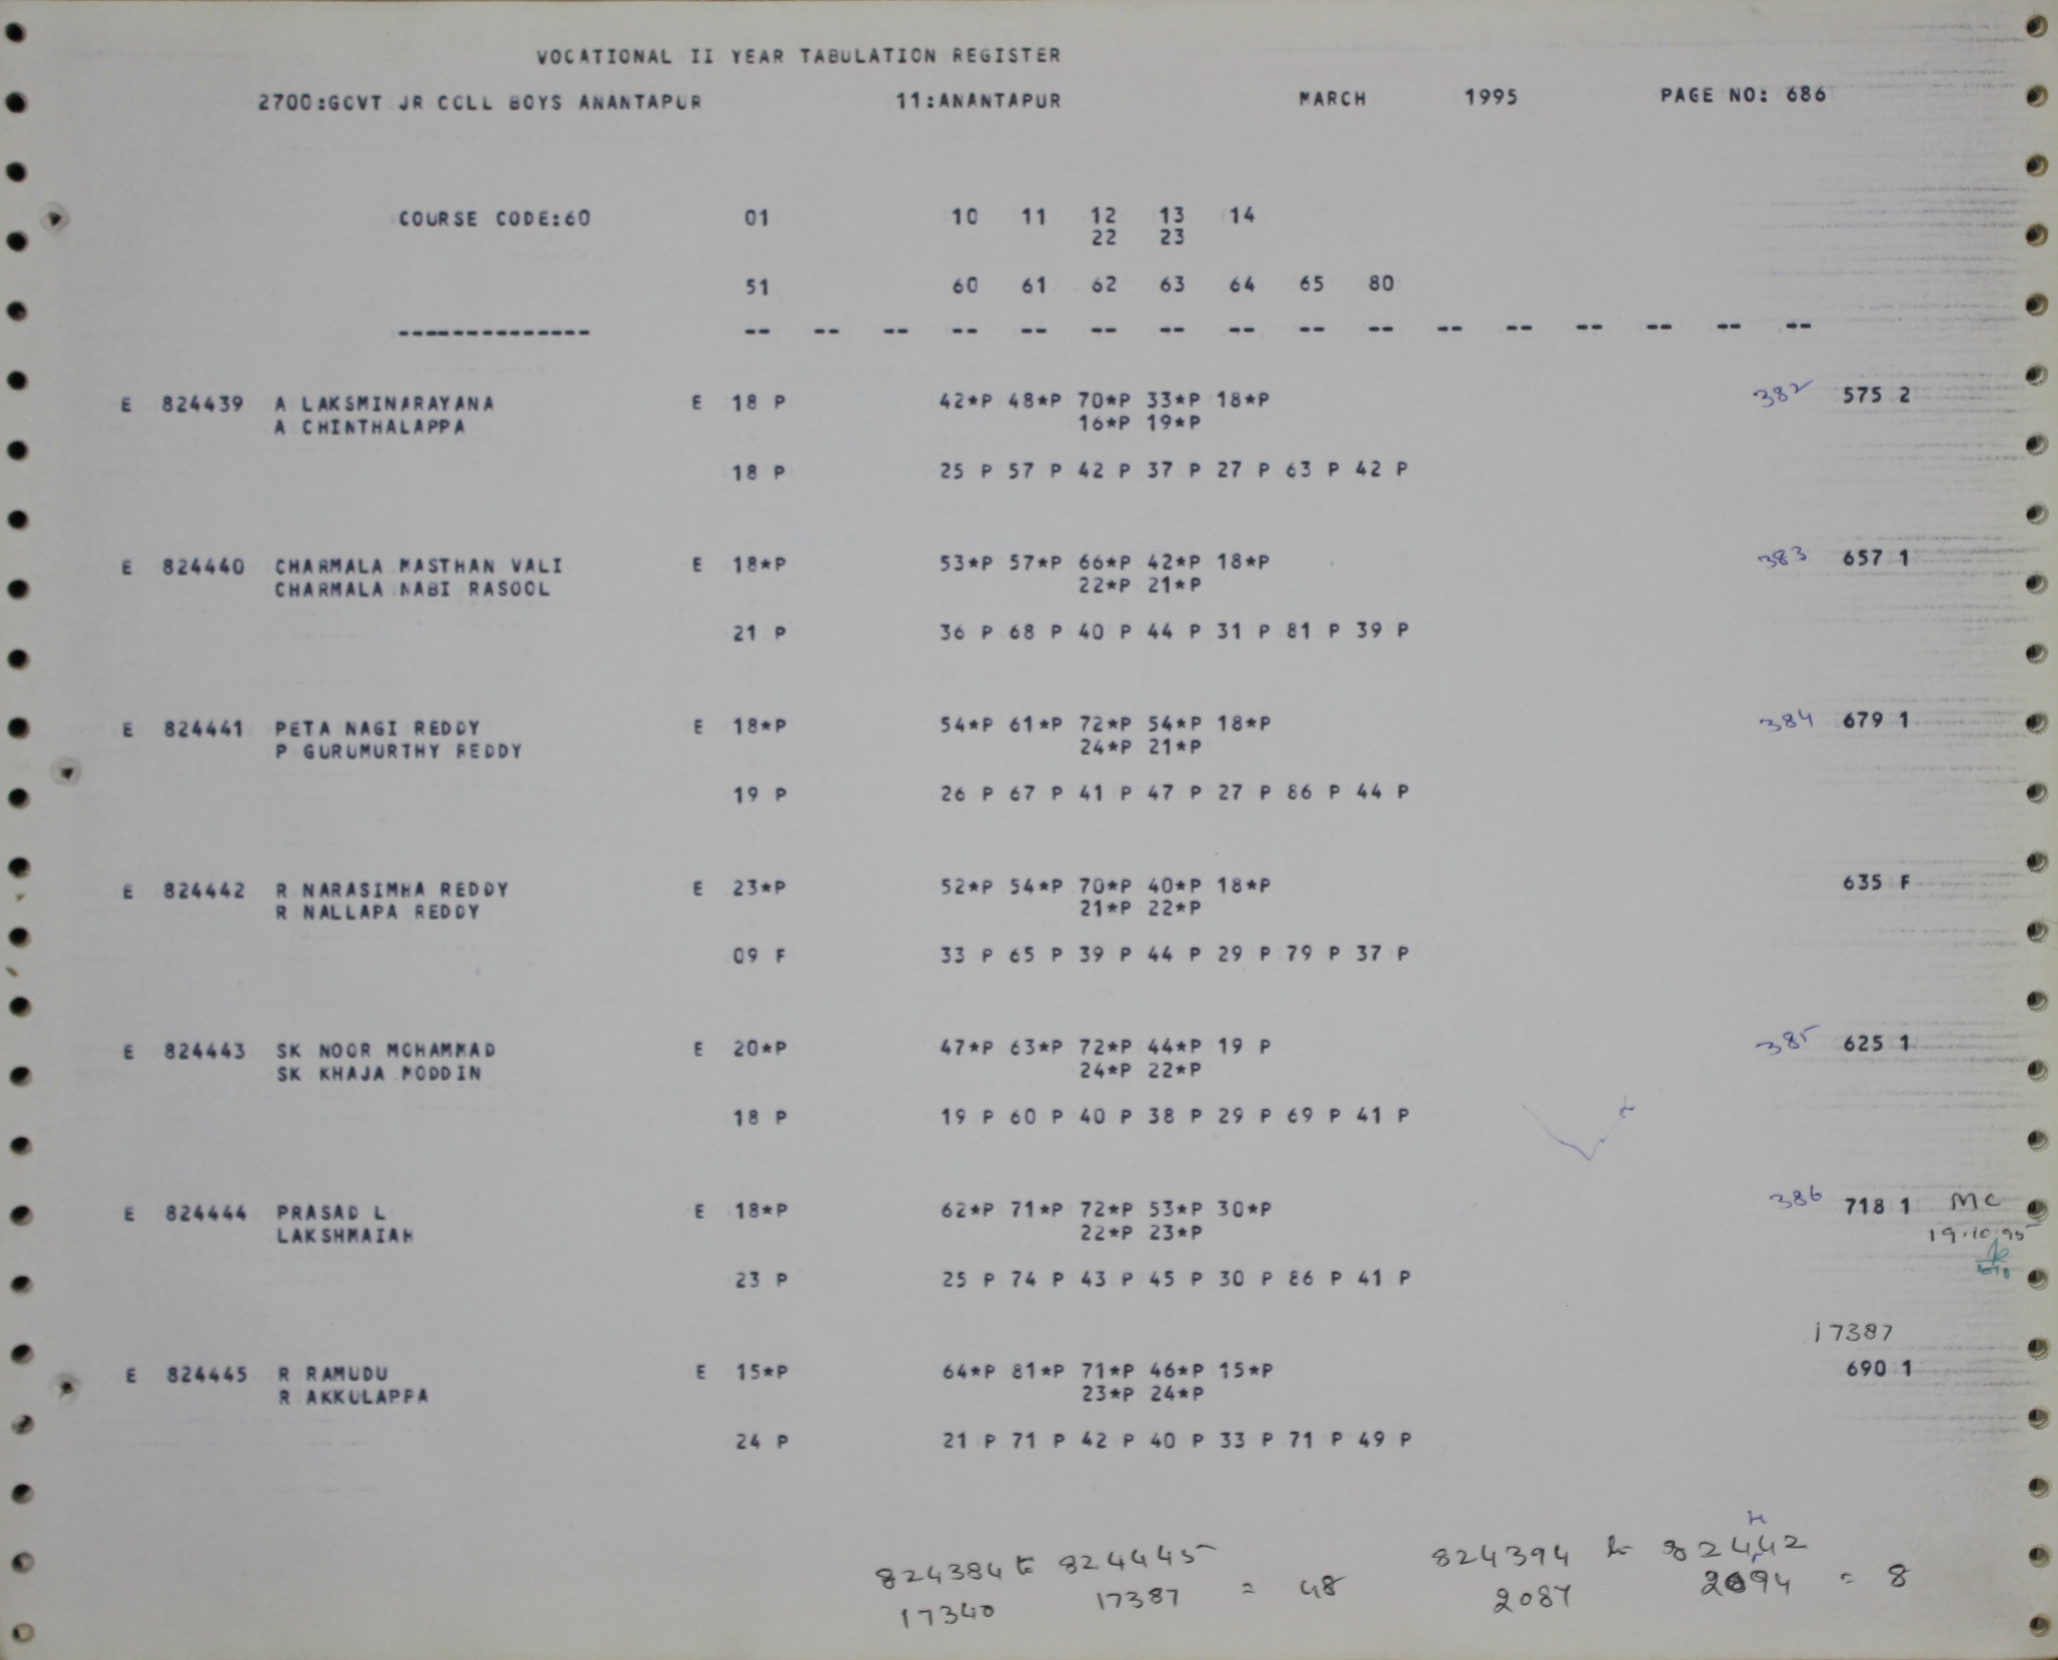 VOCATIONAL II YEAR TABULATION REGISTER
2700:GOVT JR COLL BOYS ANANTAPUR 11:ANANTAPUR MARCH 1995 PAGE NO: 686
COURSE CODE:60 01 10 11 12 13 14
22 23
51 60 61 62 63 64 65 80
-------------- -- -- -- -- -- -- -- -- -- -- -- -- -- -- -- --
E 824439 A LAKSMINARAYANA E 18 P 42*P 48*P 70*P 33*P 18*P 382 575 2
A CHINTHALAPPA 16*P 19*P
18 P 25 P 57 P 42 P 37 P 27 P 63 P 42 P
E 824440 CHARMALA MASTHAN VALI E 18*P 53*P 57*P 66*P 42*P 18*P 383 657 1
CHARMALA NABI RASOOL 22*P 21*P
21 P 36 P 68 P 40 P 44 P 31 P 81 P 39 P
E 824441 PETA NAGI REDDY E 18*P 54*P 61*P 72*P 54*P 18*P 384 679 1
P GURUMURTHY REDDY 24*P 21*P
19 P 26 P 67 P 41 P 47 P 27 P 86 P 44 P
E 824442 R NARASIMHA REDDY E 23*P 52*P 54*P 70*P 40*P 18*P 635 F
R NALLAPA REDDY 21*P 22*P
09 F 33 P 65 P 39 P 44 P 29 P 79 P 37 P
E 824443 SK NOOR MOHAMMAD E 20*P 47*P 63*P 72*P 44*P 19 P 385 625 1
SK KHAJA MODDIN 24*P 22*P
18 P 19 P 60 P 40 P 38 P 29 P 69 P 41 P
E 824444 PRASAD L E 18*P 62*P 71*P 72*P 53*P 30*P 386 718 1 MC
LAKSHMAIAH 22*P 23*P 19.10.95
23 P 25 P 74 P 43 P 45 P 30 P 86 P 41 P
17387
E 824445 R RAMUDU E 15*P 64*P 81*P 71*P 46*P 15*P 690 1
R AKKULAPPA 23*P 24*P
24 P 21 P 71 P 42 P 40 P 33 P 71 P 49 P
824384 to 824445 824394 to 824442
17340 17387 = 48 2087 2094 = 8